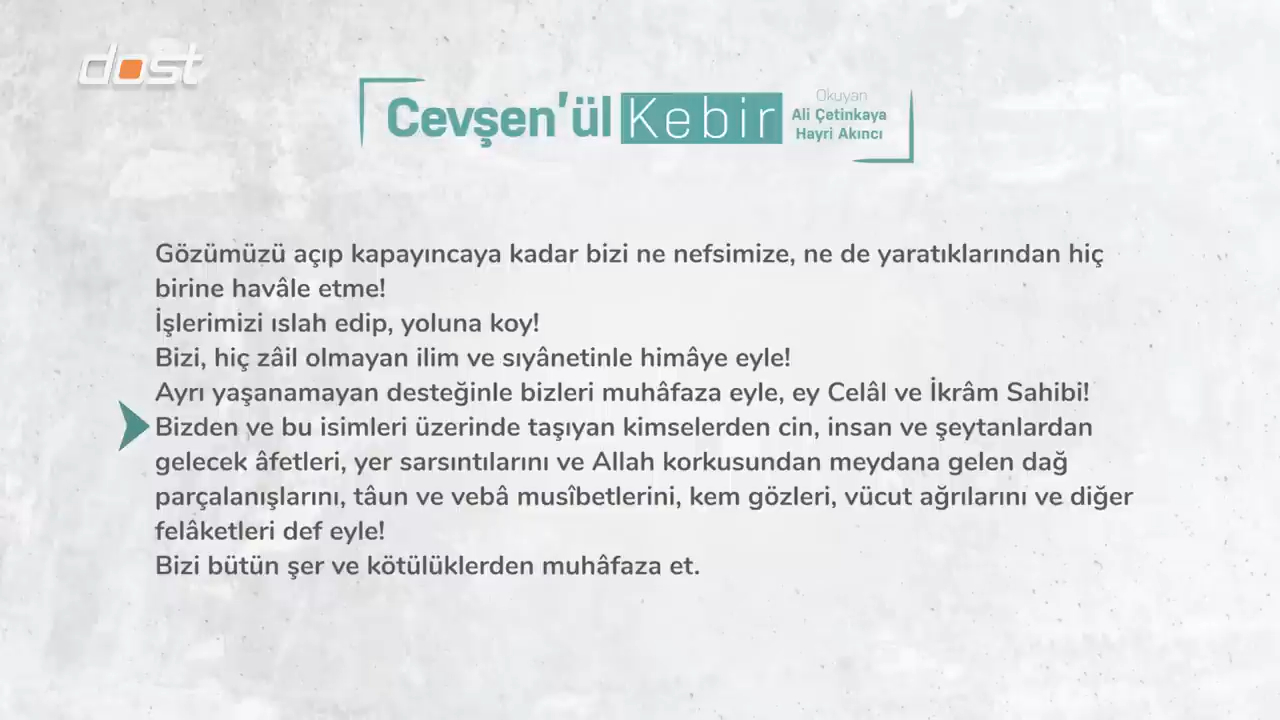 dost
Cevşen'ül Kebir
Okuyan
Ali Çetinkaya
Hayri Akıncı
Gözümüzü açıp kapayıncaya kadar bizi ne nefsimize, ne de yaratıklarından hiç
birine havâle etme!
İşlerimizi ıslah edip, yoluna koy!
Bizi, hiç zâil olmayan ilim ve sıyânetinle himâye eyle!
Ayrı yaşanamayan desteğinle bizleri muhâfaza eyle, ey Celâl ve İkrâm Sahibi!
Bizden ve bu isimleri üzerinde taşıyan kimselerden cin, insan ve şeytanlardan
gelecek âfetleri, yer sarsıntılarını ve Allah korkusundan meydana gelen dağ
parçalanışlarını, tâun ve vebâ musîbetlerini, kem gözleri, vücut ağrılarını ve diğer
felâketleri def eyle!
Bizi bütün şer ve kötülüklerden muhâfaza et.